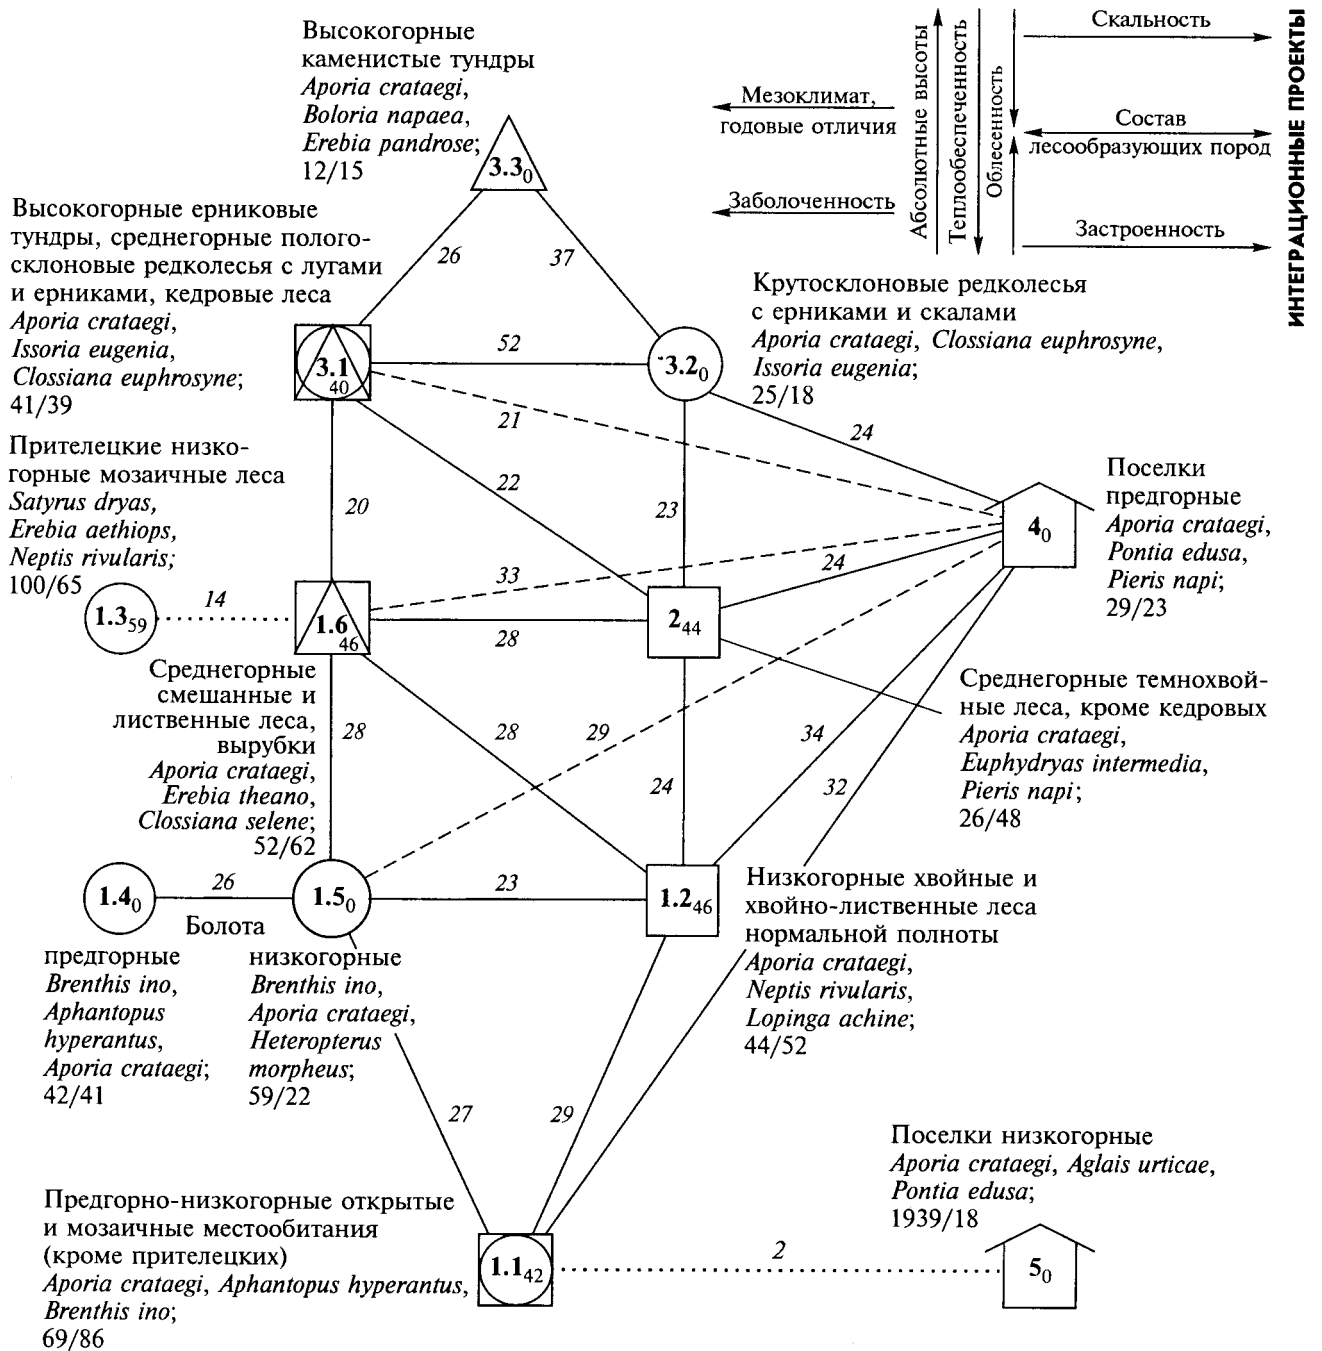 Высокогорные
каменистые тундры
Aporia crataegi,
Boloria napaea,
Erebia pandrose;
12/15
3.3₀
Мезоклимат,
годовые отличия
Заболоченность
Абсолютные высоты
Теплообеспеченность
Облесенность
Скальность
Состав
лесообразующих пород
Застроенность
ИНТЕГРАЦИОННЫЕ ПРОЕКТЫ
Высокогорные ерниковые
тундры, среднегорные полого-
склоновые редколесья с лугами
и ерниками, кедровые леса
Aporia crataegi,
Issoria eugenia,
Clossiana euphrosyne;
41/39
26
37
Крутосклоновые редколесья
с ерниками и скалами
Aporia crataegi, Clossiana euphrosyne,
Issoria eugenia;
25/18
3.1₄₀
52
3.2₀
21
24
22
20
23
Прителецкие низко-
горные мозаичные леса
Satyrus dryas,
Erebia aethiops,
Neptis rivularis;
100/65
Поселки
предгорные
Aporia crataegi,
Pontia edusa,
Pieris napi;
29/23
4₀
33
24
1.3₅₉
14
1.6₄₆
28
2₄₄
Среднегорные
смешанные и
лиственные леса,
вырубки
Aporia crataegi,
Erebia theano,
Clossiana selene;
52/62
28
28
29
24
34
32
Среднегорные темнохвой-
ные леса, кроме кедровых
Aporia crataegi,
Euphydryas intermedia,
Pieris napi;
26/48
1.4₀
26
Болота
1.5₀
23
1.2₄₆
Низкогорные хвойные и
хвойно-лиственные леса
нормальной полноты
Aporia crataegi,
Neptis rivularis,
Lopinga achine;
44/52
предгорные
Brenthis ino,
Aphantopus
hyperantus,
Aporia crataegi;
42/41
низкогорные
Brenthis ino,
Aporia crataegi,
Heteropterus
morpheus;
59/22
27
29
Поселки низкогорные
Aporia crataegi, Aglais urticae,
Pontia edusa;
1939/18
Предгорно-низкогорные открытые
и мозаичные местообитания
(кроме прителецких)
Aporia crataegi, Aphantopus hyperantus,
Brenthis ino;
69/86
1.1₄₂
2
5₀